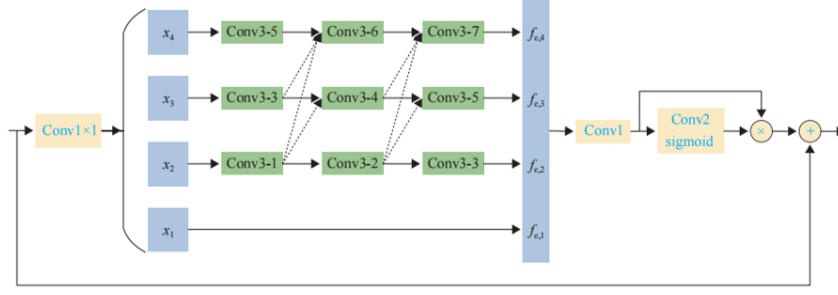 x₄ Conv3-5 Conv3-6 Conv3-7 fₑ,₄
x₃ Conv3-3 Conv3-4 Conv3-5 fₑ,₃
Conv1×1 Conv1 Conv2
sigmoid × +
x₂ Conv3-1 Conv3-2 Conv3-3 fₑ,₂
x₁ fₑ,₁